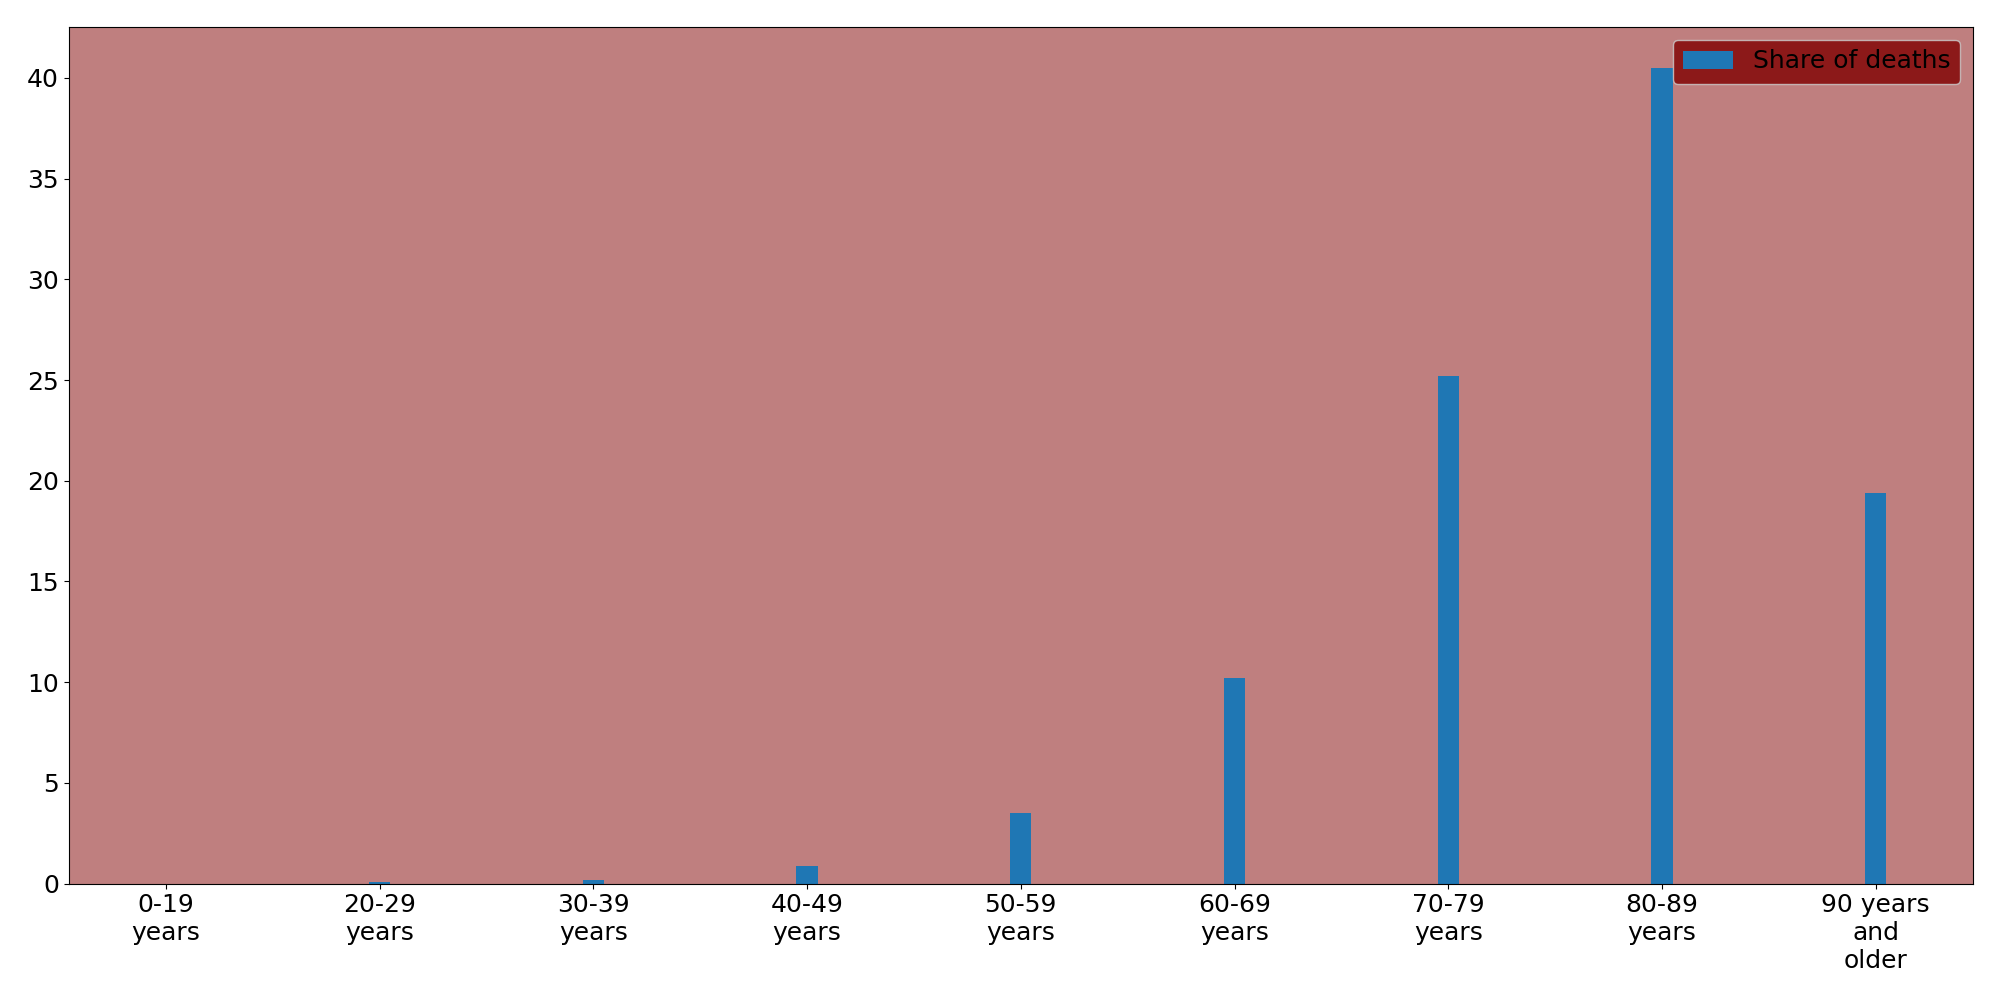 Share of deaths
40
35
30
25
20
15
10
5
0
0-19
years
20-29
years
30-39
years
40-49
years
50-59
years
60-69
years
70-79
years
80-89
years
90 years
and
older